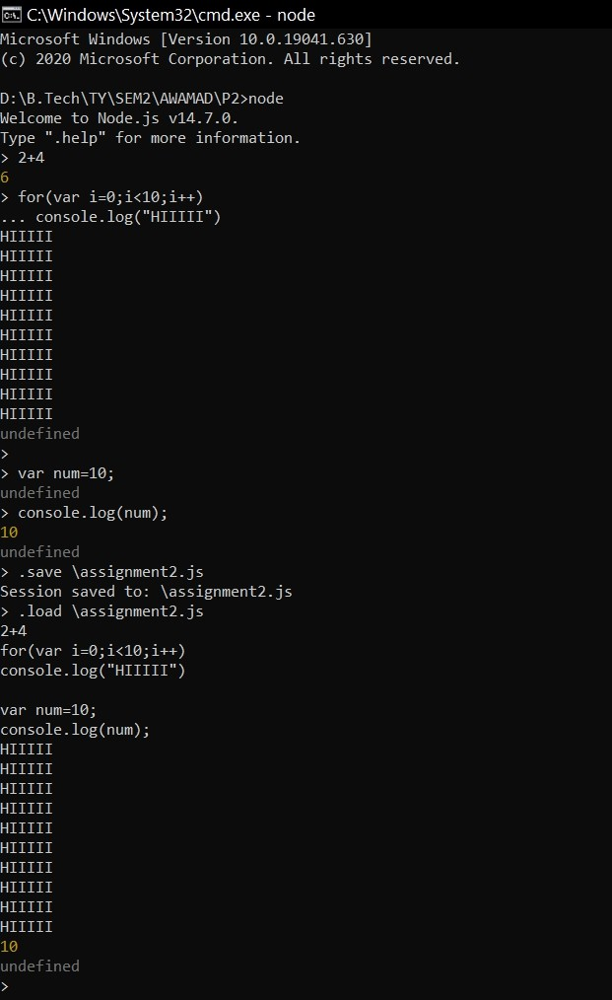 C:\Windows\System32\cmd.exe - node
Microsoft Windows [Version 10.0.19041.630]
(c) 2020 Microsoft Corporation. All rights reserved.
D:\B.Tech\TY\SEM2\AWAMAD\P2>node
Welcome to Node.js v14.7.0.
Type ".help" for more information.
> 2+4
6
> for(var i=0;i<10;i++)
... console.log("HIIIII")
HIIIII
HIIIII
HIIIII
HIIIII
HIIIII
HIIIII
HIIIII
HIIIII
HIIIII
HIIIII
undefined
>
> var num=10;
undefined
> console.log(num);
10
undefined
> .save \assignment2.js
Session saved to: \assignment2.js
> .load \assignment2.js
2+4
for(var i=0;i<10;i++)
console.log("HIIIII")
var num=10;
console.log(num);
HIIIII
HIIIII
HIIIII
HIIIII
HIIIII
HIIIII
HIIIII
HIIIII
HIIIII
HIIIII
10
undefined
>